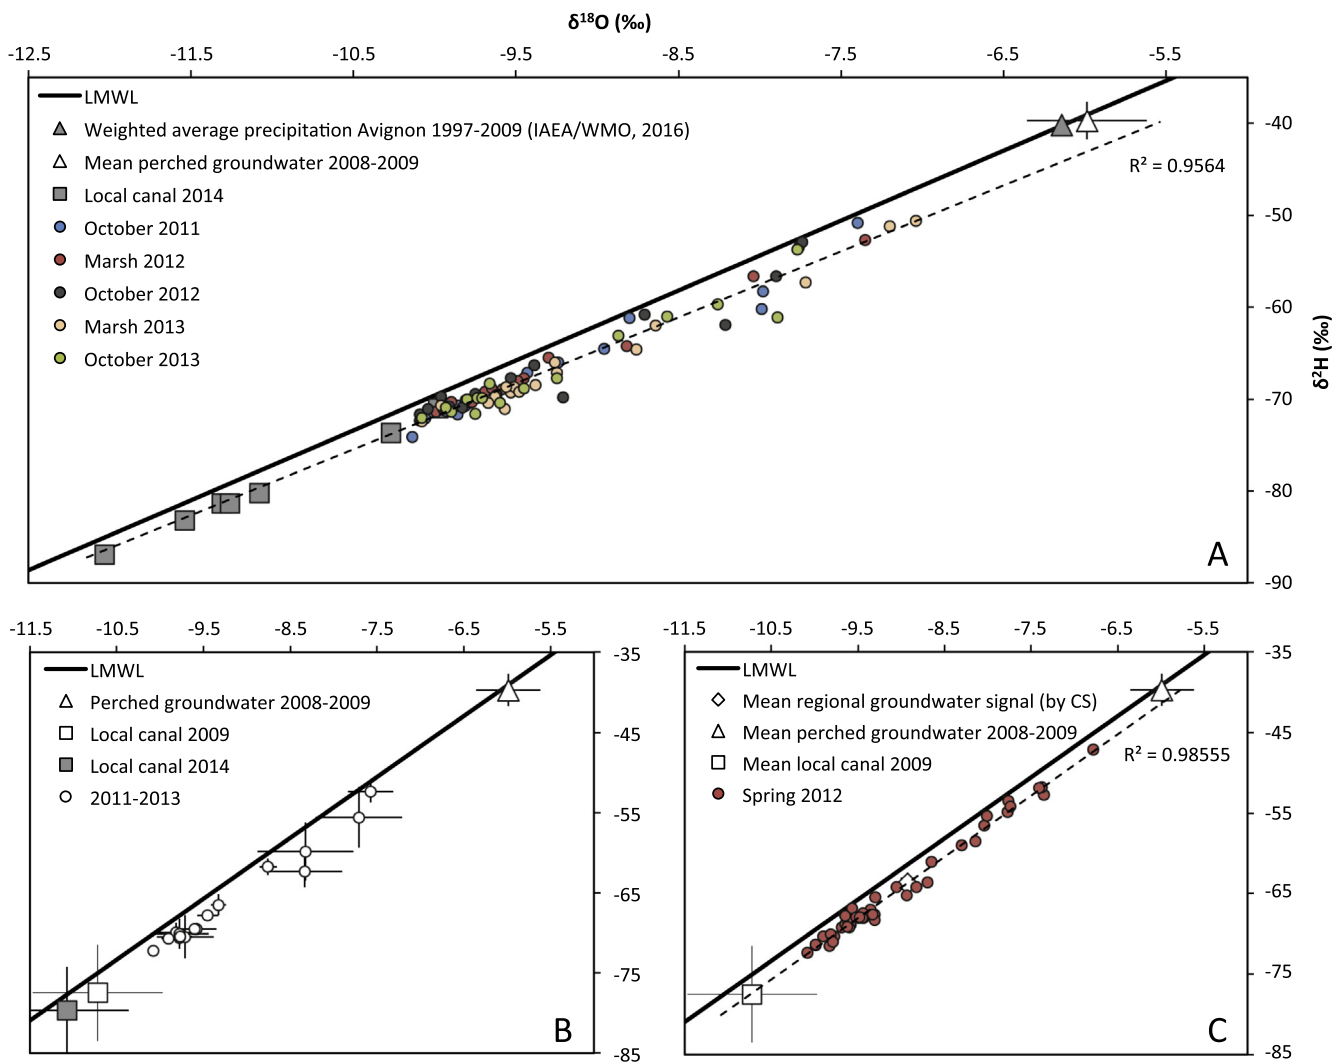 δ¹⁸O (‰)
-12.5 -11.5 -10.5 -9.5 -8.5 -7.5 -6.5 -5.5
LMWL
Weighted average precipitation Avignon 1997-2009 (IAEA/WMO, 2016)
Mean perched groundwater 2008-2009
Local canal 2014
October 2011
Marsh 2012
October 2012
Marsh 2013
October 2013
R² = 0.9564
-40
-50
-60
-70
-80
-90
δ²H (‰)
A
-11.5 -10.5 -9.5 -8.5 -7.5 -6.5 -5.5
LMWL
Perched groundwater 2008-2009
Local canal 2009
Local canal 2014
2011-2013
-35
-45
-55
-65
-75
-85
B
-11.5 -10.5 -9.5 -8.5 -7.5 -6.5 -5.5
LMWL
Mean regional groundwater signal (by CS)
Mean perched groundwater 2008-2009
Mean local canal 2009
Spring 2012
R² = 0.98555
-35
-45
-55
-65
-75
-85
C